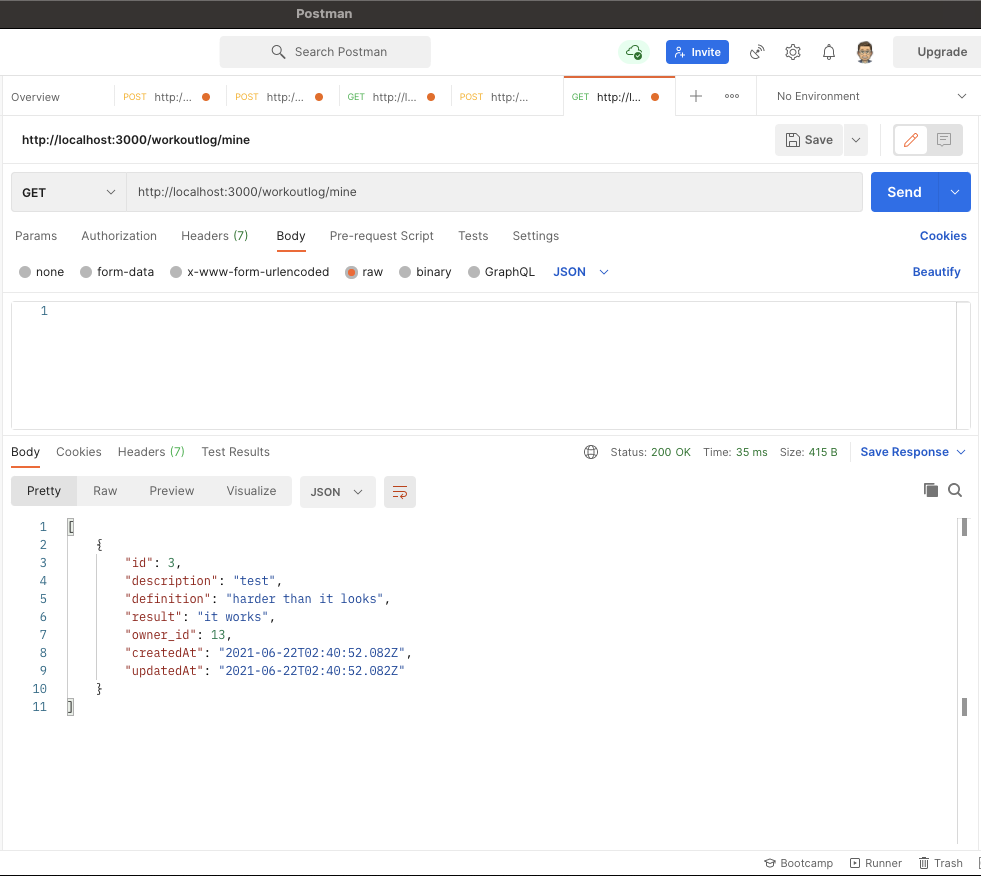 Postman
Search Postman
Invite
Upgrade
Overview
POST http:/...
POST http:/...
GET http://l...
POST http:/...
GET http://l...
No Environment
http://localhost:3000/workoutlog/mine
Save
GET
http://localhost:3000/workoutlog/mine
Send
Params Authorization Headers (7) Body Pre-request Script Tests Settings Cookies
none form-data x-www-form-urlencoded raw binary GraphQL JSON Beautify
1
Body Cookies Headers (7) Test Results Status: 200 OK Time: 35 ms Size: 415 B Save Response
Pretty Raw Preview Visualize JSON
1 [
2 {
3 "id": 3,
4 "description": "test",
5 "definition": "harder than it looks",
6 "result": "it works",
7 "owner_id": 13,
8 "createdAt": "2021-06-22T02:40:52.082Z",
9 "updatedAt": "2021-06-22T02:40:52.082Z"
10 }
11 ]
Bootcamp Runner Trash